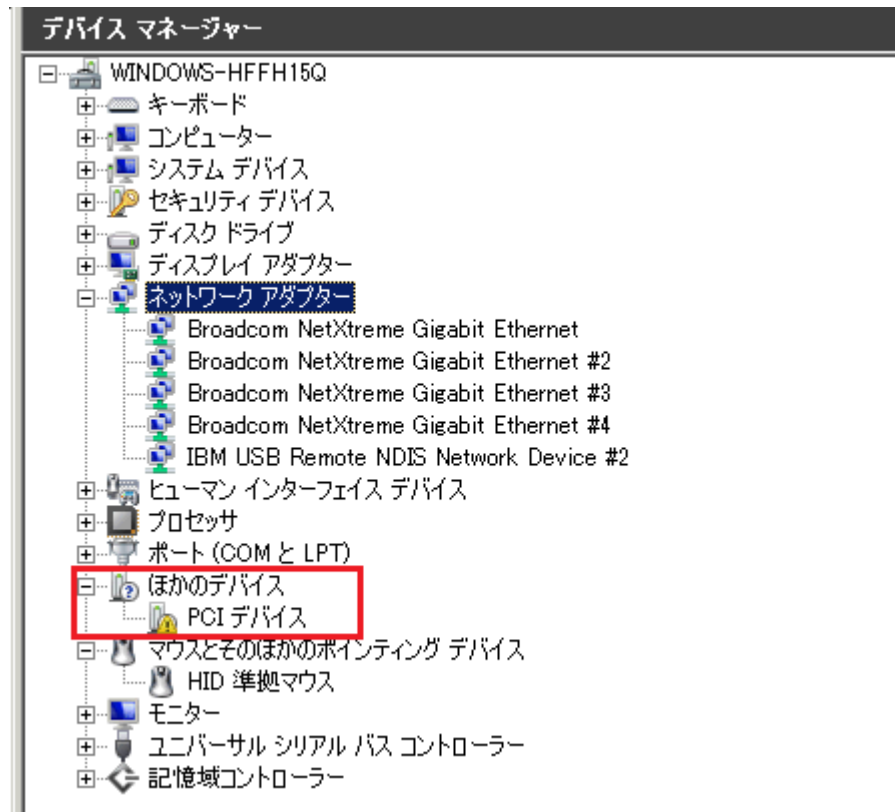 デバイス マネージャー
WINDOWS-HFFH15Q
キーボード
コンピューター
システム デバイス
セキュリティ デバイス
ディスク ドライブ
ディスプレイ アダプター
ネットワーク アダプター
Broadcom NetXtreme Gigabit Ethernet
Broadcom NetXtreme Gigabit Ethernet #2
Broadcom NetXtreme Gigabit Ethernet #3
Broadcom NetXtreme Gigabit Ethernet #4
IBM USB Remote NDIS Network Device #2
ヒューマン インターフェイス デバイス
プロセッサ
ポート (COM と LPT)
ほかのデバイス
PCI デバイス
マウスとそのほかのポインティング デバイス
HID 準拠マウス
モニター
ユニバーサル シリアル バス コントローラー
記憶域コントローラー